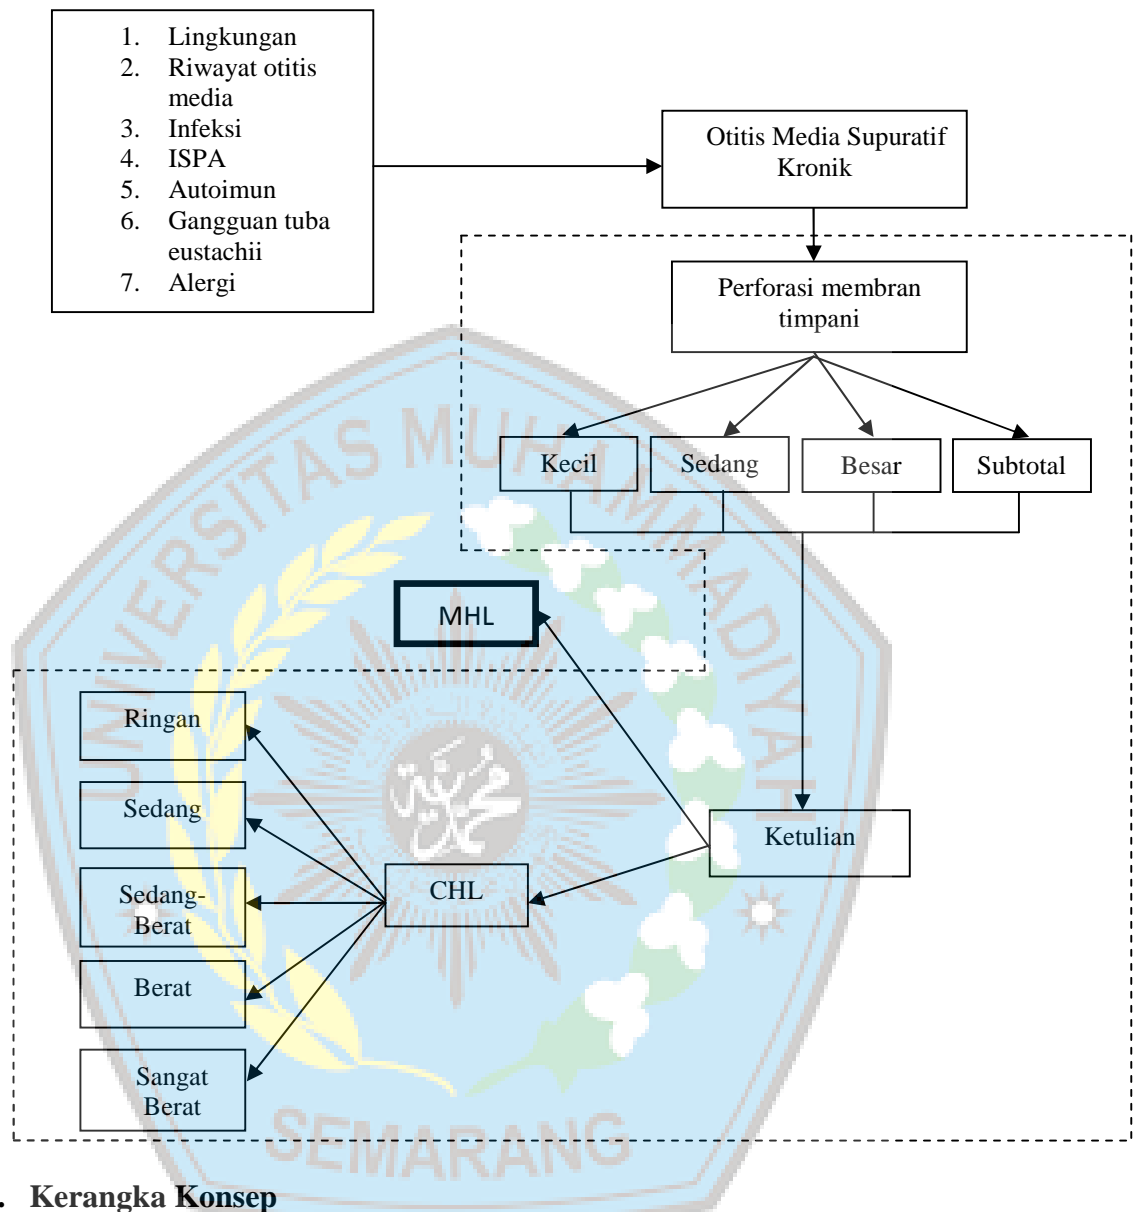 1. Lingkungan
2. Riwayat otitis
media
3. Infeksi
4. ISPA
5. Autoimun
6. Gangguan tuba
eustachii
7. Alergi
Otitis Media Supuratif
Kronik
Perforasi membran
timpani
Kecil
Sedang
Besar
Subtotal
MHL
Ketulian
CHL
Ringan
Sedang
Sedang-
Berat
Berat
Sangat
Berat
UNIVERSITAS MUHAMMADIYAH
SEMARANG
. Kerangka Konsep